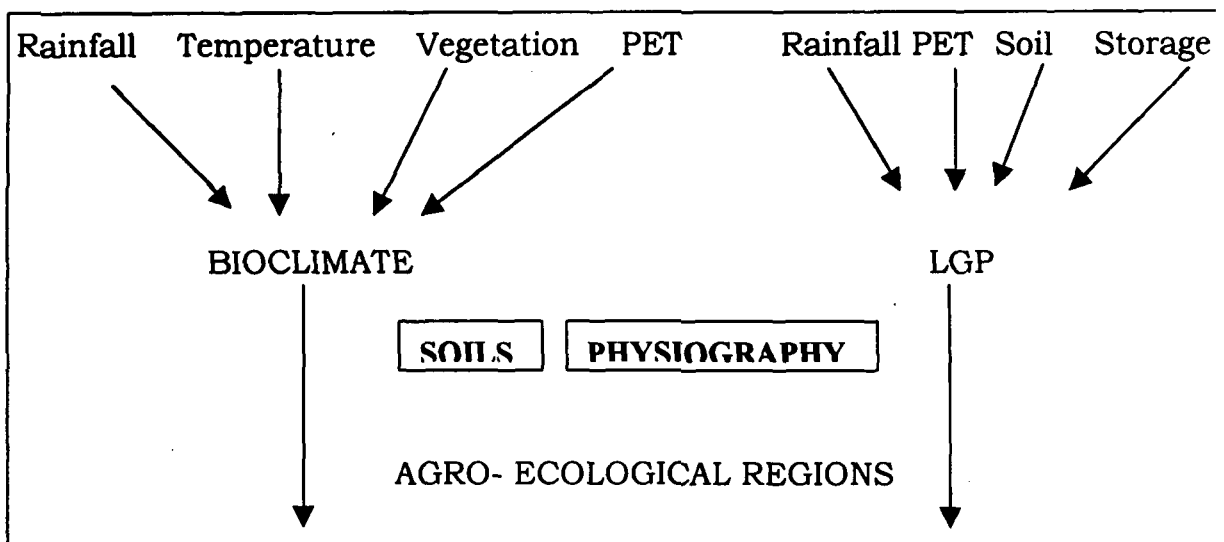 Rainfall Temperature Vegetation PET Rainfall PET Soil Storage
BIOCLIMATE LGP
SOILS PHYSIOGRAPHY
AGRO- ECOLOGICAL REGIONS